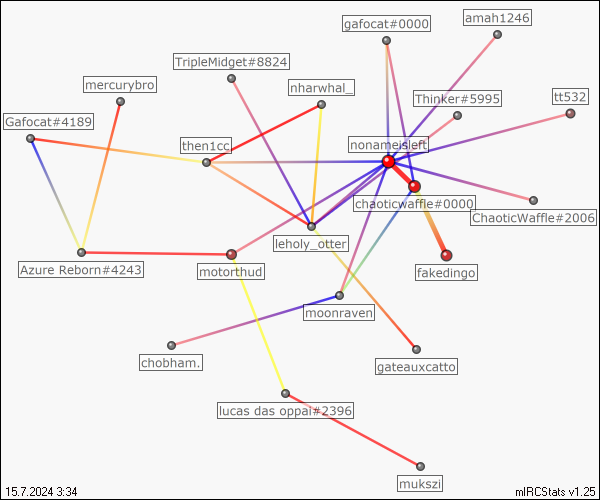 gafocat#0000
amah1246
TripleMidget#8824
mercurybro
nharwhal_
Thinker#5995
tt532
Gafocat#4189
then1cc
nonameisleft
chaoticwaffle#0000
ChaoticWaffle#2006
leholy_otter
Azure Reborn#4243
motorthud
fakedingo
moonraven
chobham.
gateauxcatto
lucas das oppai#2396
mukszi
15.7.2024 3:34
mIRCStats v1.25